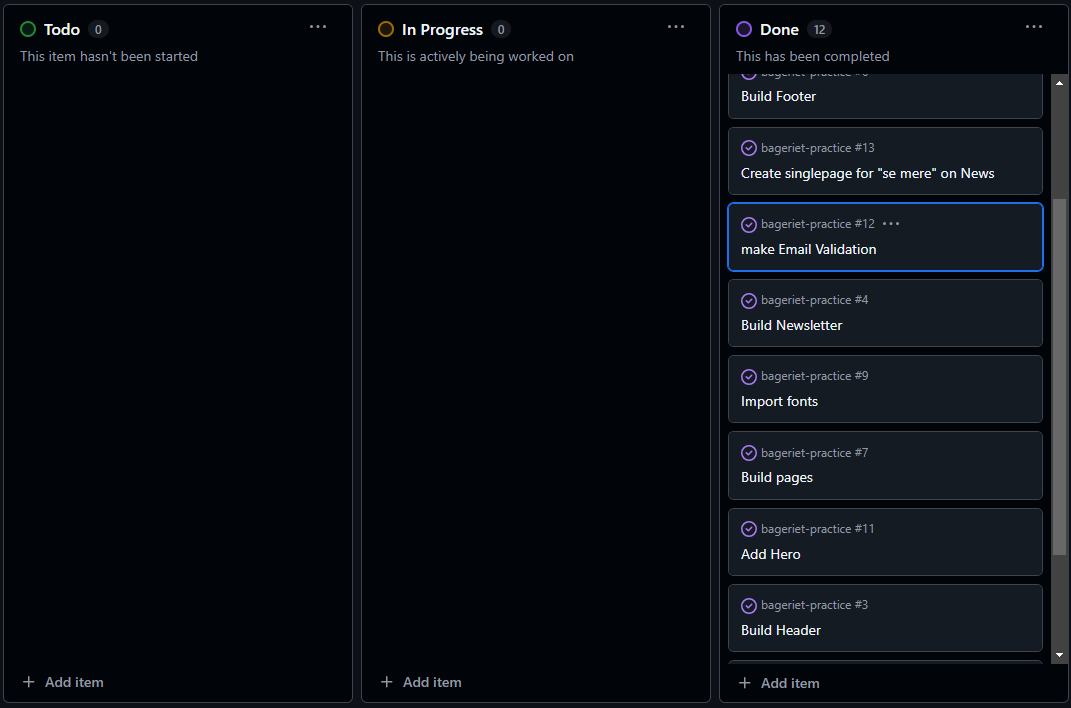 Todo 0
This item hasn't been started
Add item
In Progress 0
This is actively being worked on
Add item
Done 12
This has been completed
bageriet-practice
Build Footer
bageriet-practice #13
Create singlepage for "se mere" on News
bageriet-practice #12
make Email Validation
bageriet-practice #4
Build Newsletter
bageriet-practice #9
Import fonts
bageriet-practice #7
Build pages
bageriet-practice #11
Add Hero
bageriet-practice #3
Build Header
Add item